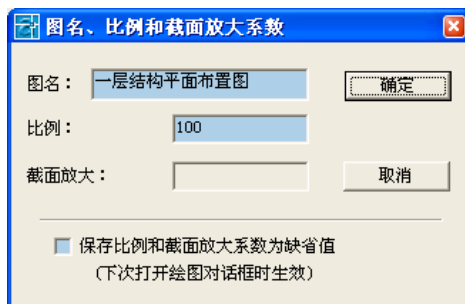 图名、比例和截面放大系数
图名： 一层结构平面布置图 确定
比例： 100
截面放大： 取消
保存比例和截面放大系数为缺省值
（下次打开绘图对话框时生效）